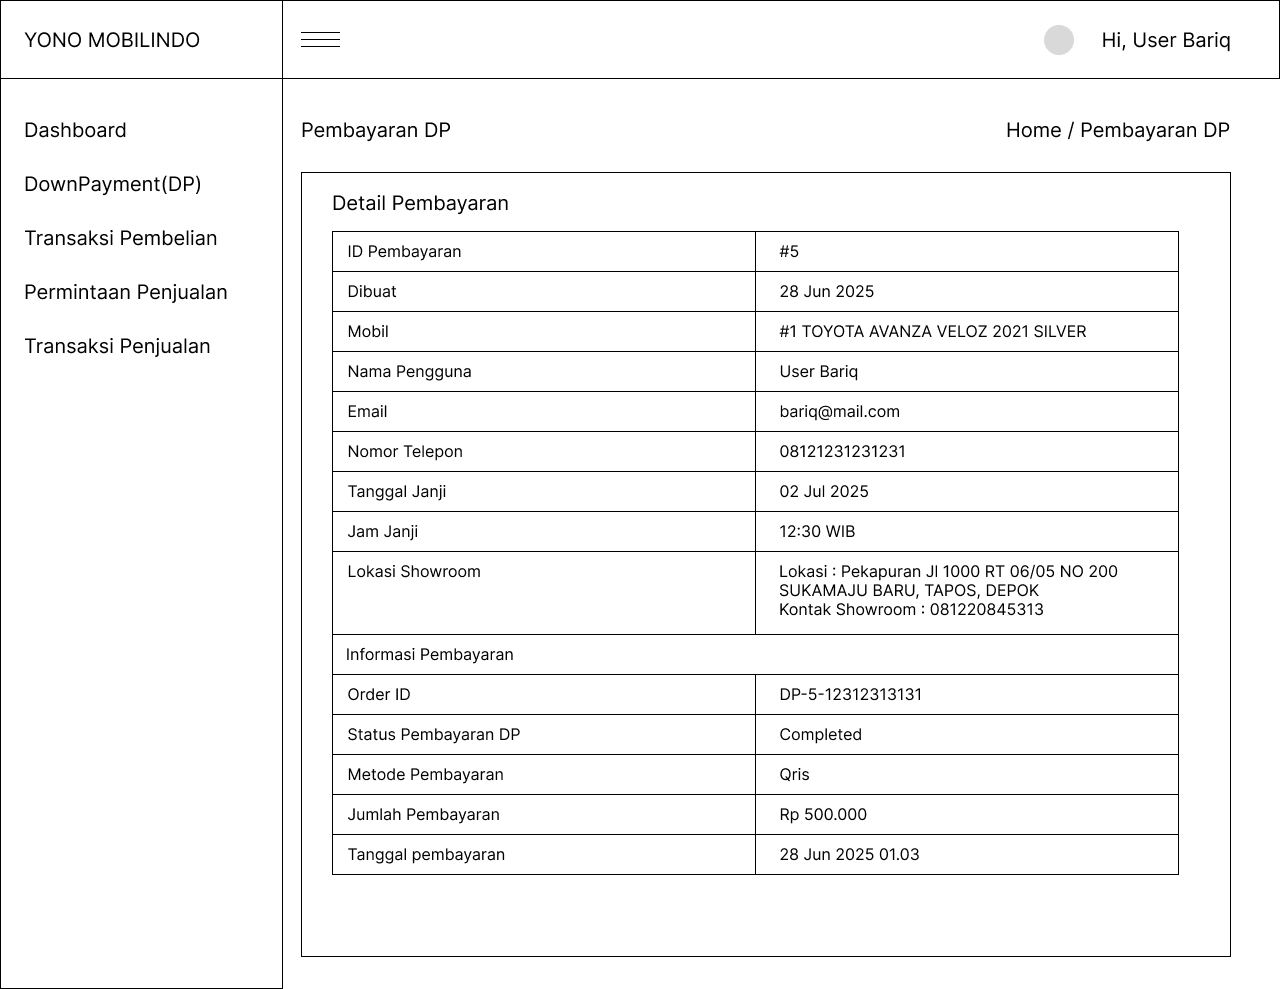 YONO MOBILINDO
Hi, User Bariq
Dashboard
DownPayment(DP)
Transaksi Pembelian
Permintaan Penjualan
Transaksi Penjualan
Pembayaran DP
Home / Pembayaran DP
Detail Pembayaran
ID Pembayaran #5
Dibuat 28 Jun 2025
Mobil #1 TOYOTA AVANZA VELOZ 2021 SILVER
Nama Pengguna User Bariq
Email bariq@mail.com
Nomor Telepon 08121231231231
Tanggal Janji 02 Jul 2025
Jam Janji 12:30 WIB
Lokasi Showroom Lokasi : Pekapuran Jl 1000 RT 06/05 NO 200
SUKAMAJU BARU, TAPOS, DEPOK
Kontak Showroom : 081220845313
Informasi Pembayaran
Order ID DP-5-12312313131
Status Pembayaran DP Completed
Metode Pembayaran Qris
Jumlah Pembayaran Rp 500.000
Tanggal pembayaran 28 Jun 2025 01.03